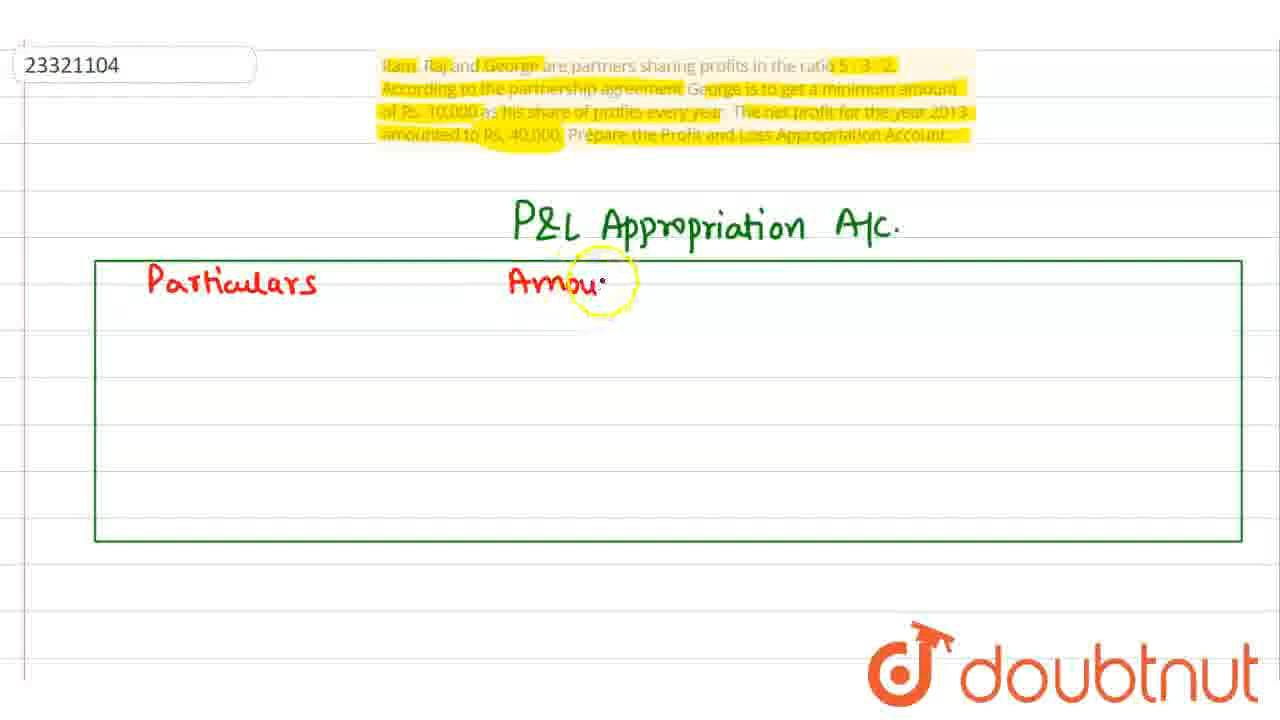 23321104
Ram, Raj and George are partners sharing profits in the ratio 5 : 3 : 2.
According to the partnership agreement George is to get a minimum amount
of Rs. 10,000 as his share of profits every year. The net profit for the year 2013
amounted to Rs. 40,000. Prepare the Profit and Loss Appropriation Account.
P&L Appropriation A/c.
Particulars Amou
doubtnut